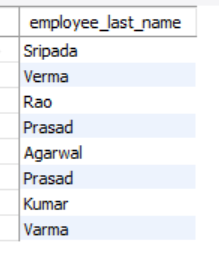 employee_last_name
Sripada
Verma
Rao
Prasad
Agarwal
Prasad
Kumar
Varma